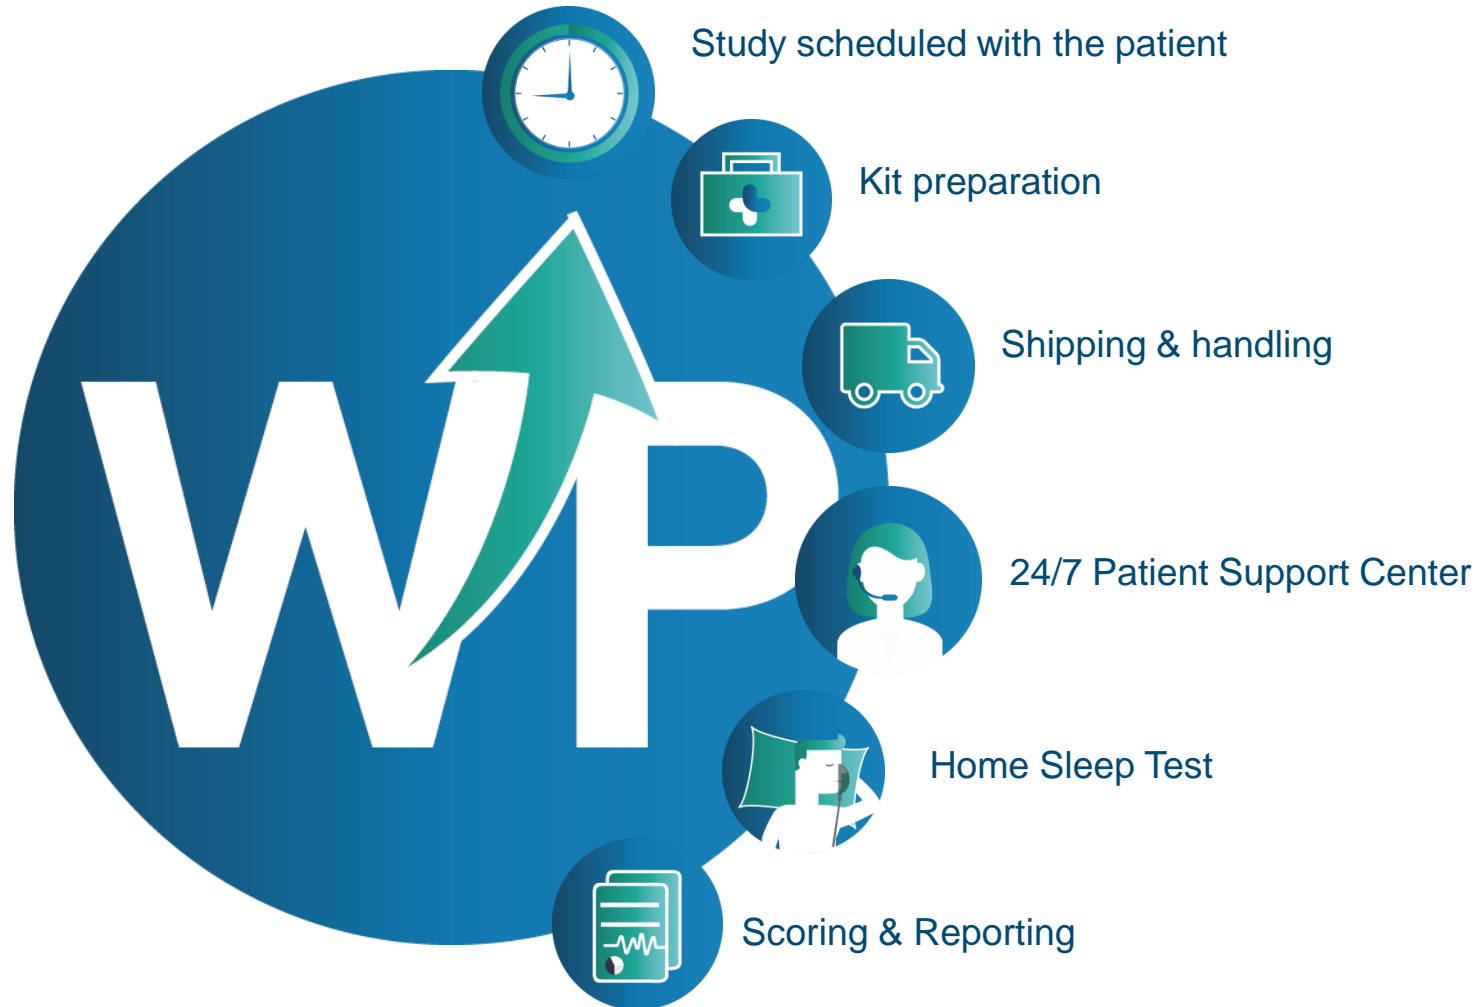 Study scheduled with the patient
Kit preparation
Shipping & handling
WP
24/7 Patient Support Center
Home Sleep Test
Scoring & Reporting